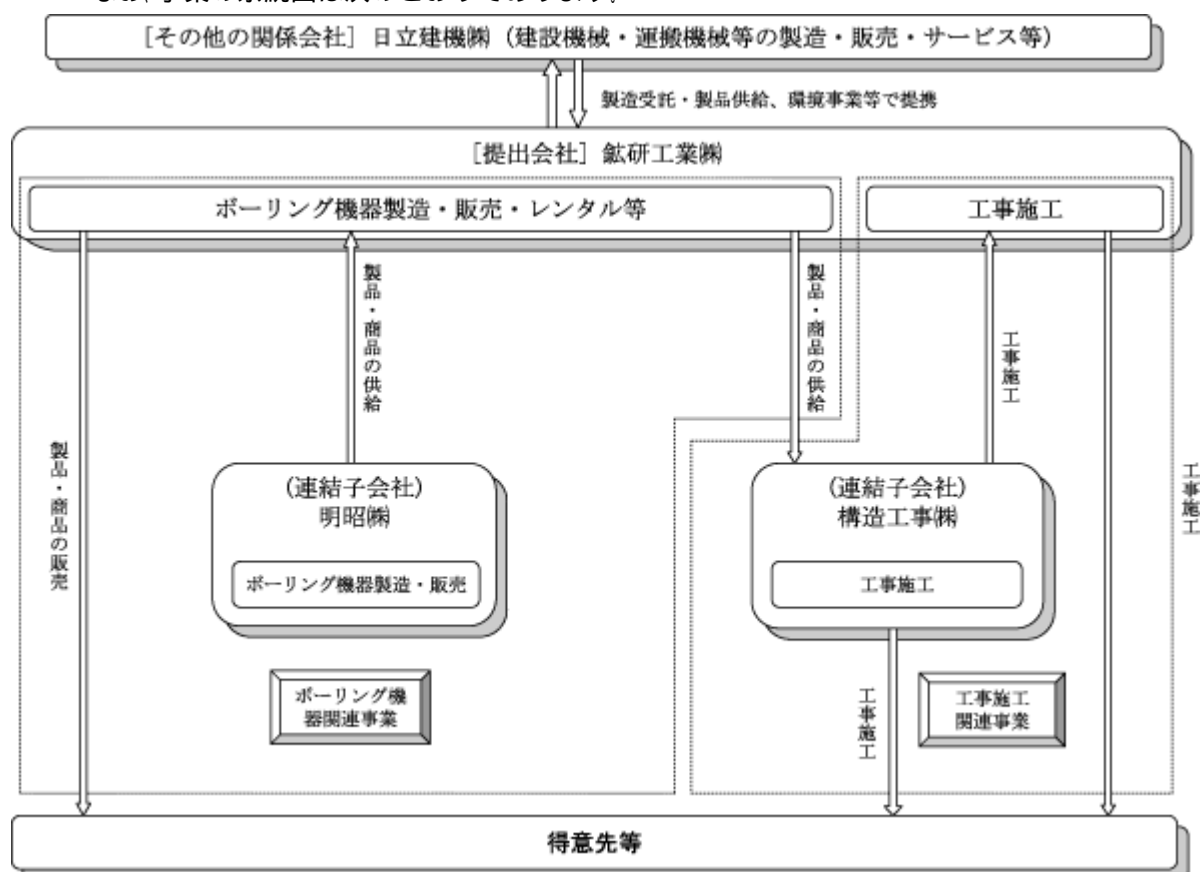 [その他の関係会社] 日立建機㈱ (建設機械・運搬機械等の製造・販売・サービス等)
製造受託・製品供給、環境事業等で提携
[提出会社] 鉱研工業㈱
ボーリング機器製造・販売・レンタル等
工事施工
製品・商品の供給
製品・商品の供給
工事施工
製品・商品の販売
工事施工
(連結子会社)
明昭㈱
ボーリング機器製造・販売
(連結子会社)
構造工事㈱
工事施工
ボーリング機
器関連事業
工事施工
工事施工
関連事業
得意先等